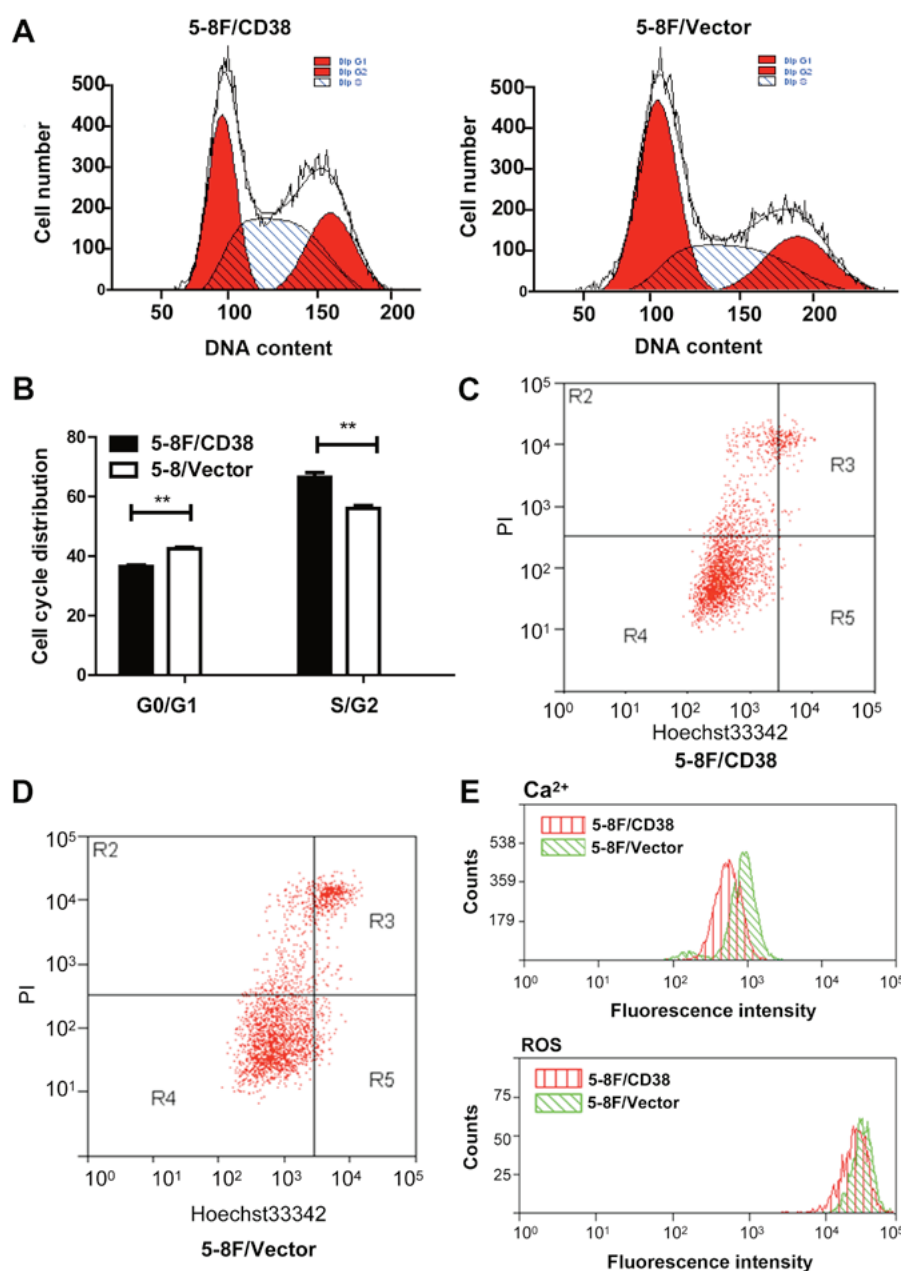 A
5-8F/CD38
Dip G1
Dip G2
Dip S
500
400
300
200
100
0
Cell number
50 100 150 200
DNA content
5-8F/Vector
Dip G1
Dip G2
Dip S
500
400
300
200
100
0
Cell number
50 100 150 200
DNA content
B
5-8F/CD38
5-8/Vector
**
**
80
60
40
20
0
Cell cycle distribution
G0/G1 S/G2
C
R2
R3
R4
R5
10⁵
10⁴
10³
10²
10¹
PI
10⁰ 10¹ 10² 10³ 10⁴ 10⁵
Hoechst33342
5-8F/CD38
D
R2
R3
R4
R5
10⁵
10⁴
10³
10²
10¹
PI
10⁰ 10¹ 10² 10³ 10⁴ 10⁵
Hoechst33342
5-8F/Vector
E
Ca²⁺
5-8F/CD38
5-8F/Vector
538
359
179
Counts
10⁰ 10¹ 10² 10³ 10⁴ 10⁵
Fluorescence intensity
ROS
5-8F/CD38
5-8F/Vector
75
50
25
Counts
10⁰ 10¹ 10² 10³ 10⁴ 10⁵
Fluorescence intensity